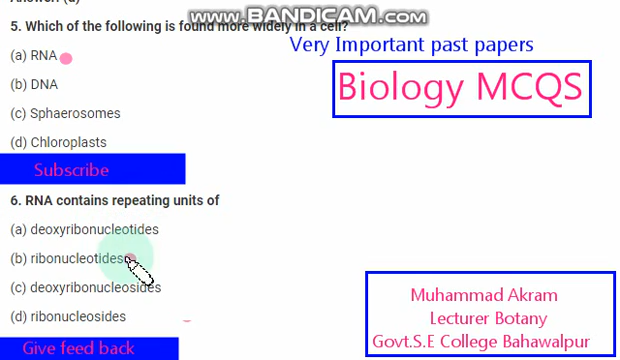 www.BANDICAM.com
5. Which of the following is found more widely in a cell?
Very Important past papers
(a) RNA
Biology MCQS
(b) DNA
(c) Sphaerosomes
(d) Chloroplasts
Subscribe
6. RNA contains repeating units of
(a) deoxyribonucleotides
(b) ribonucleotides
(c) deoxyribonucleosides
(d) ribonucleosides
Muhammad Akram
Lecturer Botany
Govt.S.E College Bahawalpur
Give feed back